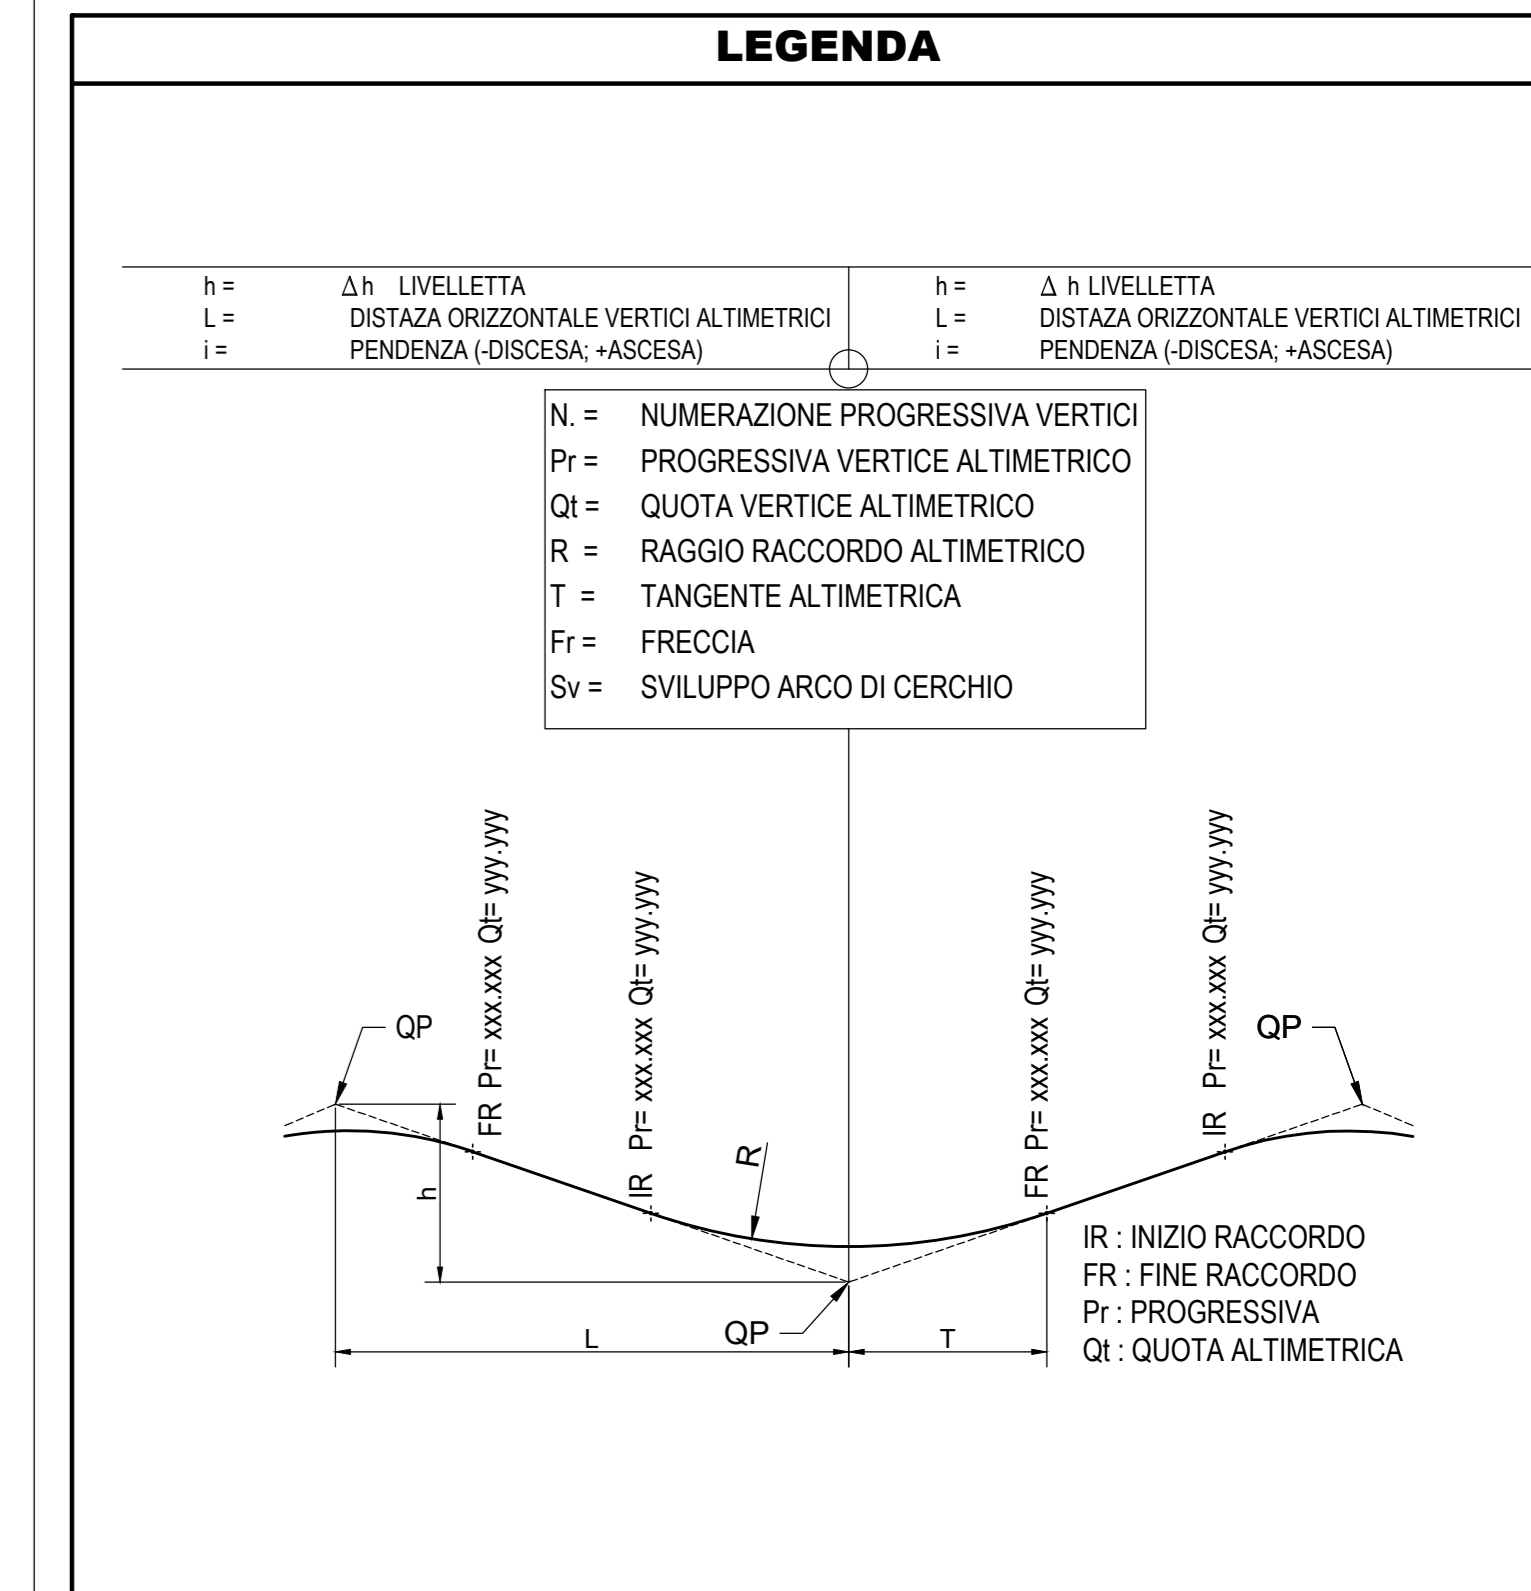 LEGENDA
h = Δ h LIVELLETTA
L = DISTAZA ORIZZONTALE VERTICI ALTIMETRICI
i = PENDENZA (-DISCESA; +ASCESA)
h = Δ h LIVELLETTA
L = DISTAZA ORIZZONTALE VERTICI ALTIMETRICI
i = PENDENZA (-DISCESA; +ASCESA)
N. = NUMERAZIONE PROGRESSIVA VERTICI
Pr = PROGRESSIVA VERTICE ALTIMETRICO
Qt = QUOTA VERTICE ALTIMETRICO
R = RAGGIO RACCORDO ALTIMETRICO
T = TANGENTE ALTIMETRICA
Fr = FRECCIA
Sv = SVILUPPO ARCO DI CERCHIO
QP
FR Pr= xxx.xxx Qt= yyy.yyy
IR Pr= xxx.xxx Qt= yyy.yyy
FR Pr= xxx.xxx Qt= yyy.yyy
IR Pr= xxx.xxx Qt= yyy.yyy
QP
h
R
QP
L
T
IR : INIZIO RACCORDO
FR : FINE RACCORDO
Pr : PROGRESSIVA
Qt : QUOTA ALTIMETRICA